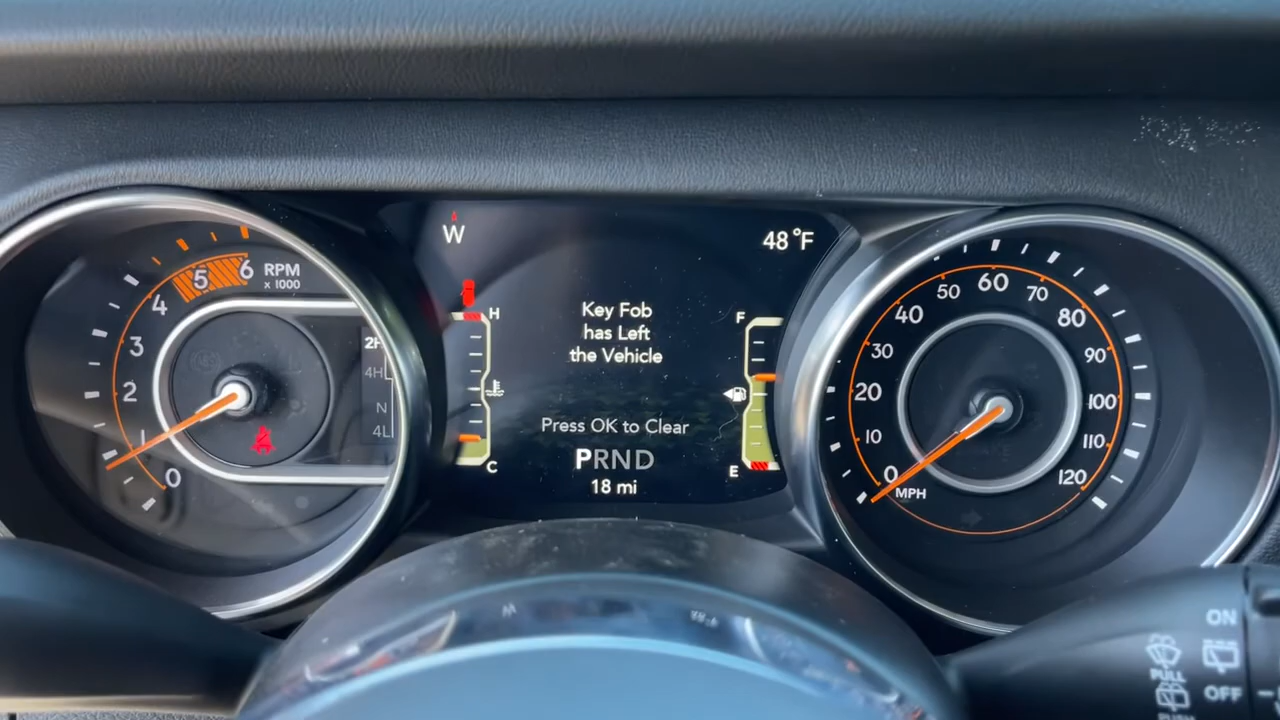 W
48°F
RPM
x 1000
6
5
4
3
2
1
0
2H
4H
N
4L
H
C
Key Fob
has Left
the Vehicle
Press OK to Clear
PRND
18 mi
F
E
0
10
20
30
40
50
60
70
80
90
100
110
120
MPH
ON
PULL
OFF